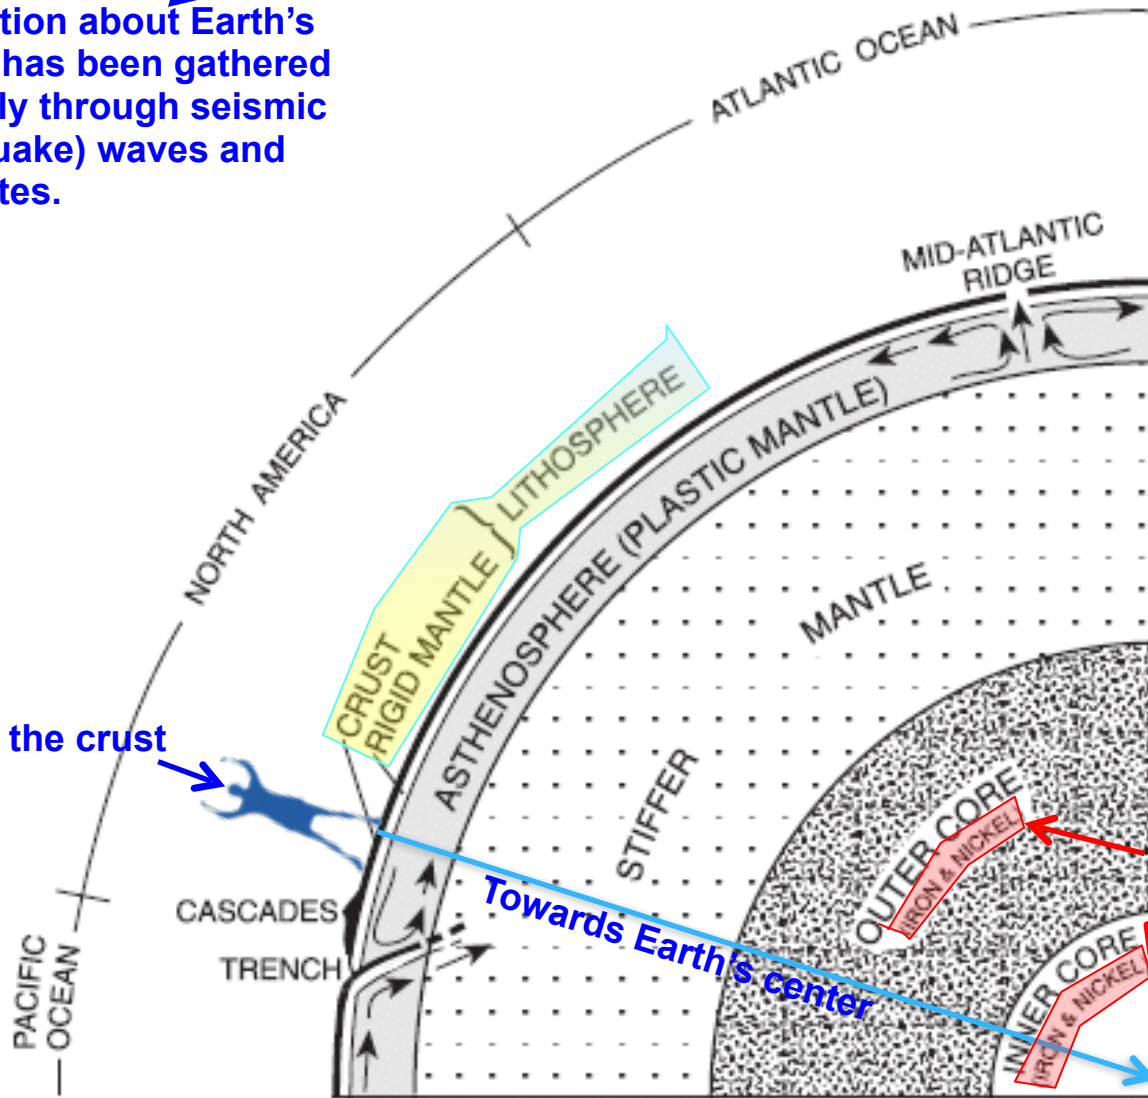 tion about Earth's
has been gathered
ly through seismic
uake) waves and
tes.
ATLANTIC OCEAN
MID-ATLANTIC
RIDGE
NORTH AMERICA
LITHOSPHERE
CRUST
RIGID MANTLE
ASTHENOSPHERE (PLASTIC MANTLE)
STIFFER MANTLE
the crust
OUTER CORE
(IRON & NICKEL)
INNER CORE
(IRON & NICKEL)
CASCADES
TRENCH
Towards Earth's center
PACIFIC
OCEAN